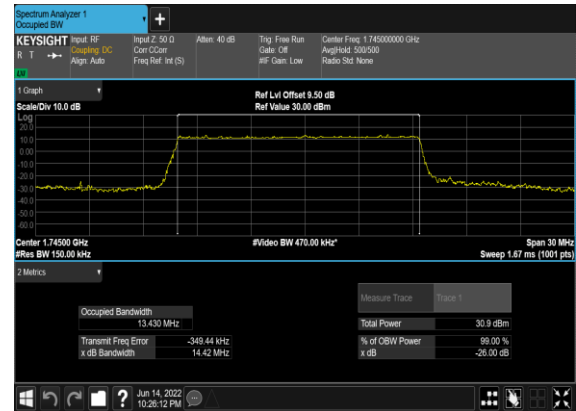 Spectrum Analyzer 1
Occupied BW
KEYSIGHT Input: RF Input Z: 50 Ω Atten: 40 dB Trig: Free Run Center Freq: 1.745000000 GHz
R T Coupling: DC Corr CCorr Gate: Off Avg|Hold: 500/500
Align: Auto Freq Ref: Int (S) #IF Gain: Low Radio Std: None
1 Graph
Scale/Div 10.0 dB Ref Lvl Offset 9.50 dB
Ref Value 30.00 dBm
Log
20.0
10.0
0.00
-10.0
-20.0
-30.0
-40.0
-50.0
-60.0
Center 1.74500 GHz #Video BW 470.00 kHz* Span 30 MHz
#Res BW 150.00 kHz Sweep 1.67 ms (1001 pts)
2 Metrics
Measure Trace Trace 1
Occupied Bandwidth
13.430 MHz Total Power 30.9 dBm
Transmit Freq Error -349.44 kHz % of OBW Power 99.00 %
x dB Bandwidth 14.42 MHz x dB -26.00 dB
Jun 14, 2022
10:26:12 PM